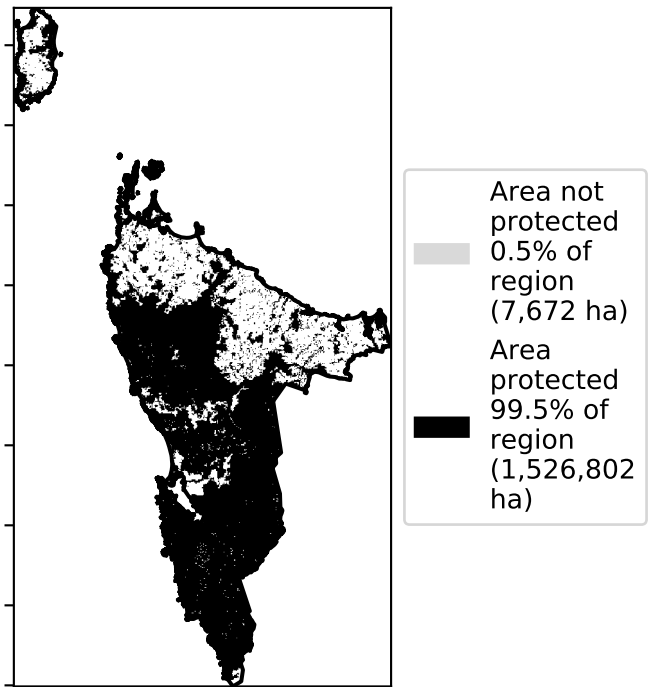 Area not
protected
0.5% of
region
(7,672 ha)
Area
protected
99.5% of
region
(1,526,802
ha)